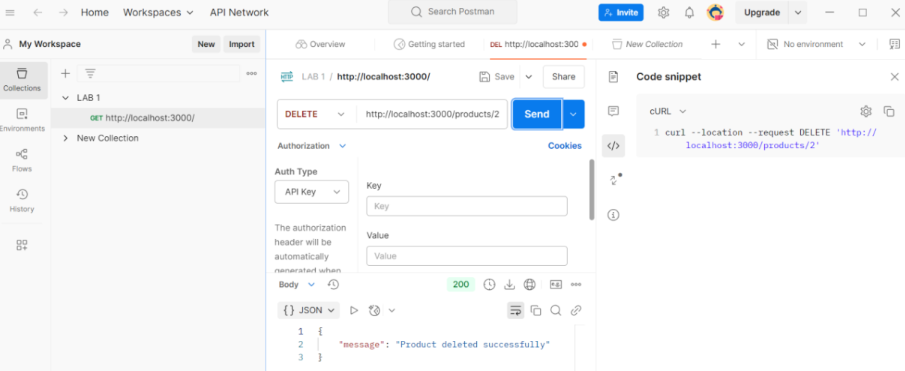 Home Workspaces API Network Search Postman Invite Upgrade
My Workspace New Import
Overview Getting started DEL http://localhost:300 New Collection No environment
Collections
Environments
Flows
History
LAB 1
GET http://localhost:3000/
New Collection
HTTP LAB 1 / http://localhost:3000/ Save Share
DELETE http://localhost:3000/products/2 Send
Authorization Cookies
Auth Type
API Key
The authorization
header will be
automatically
generated when
Key
Key
Value
Value
Body 200
{} JSON
1 {
2 "message": "Product deleted successfully"
3 }
Code snippet
cURL
1 curl --location --request DELETE 'http://
localhost:3000/products/2'